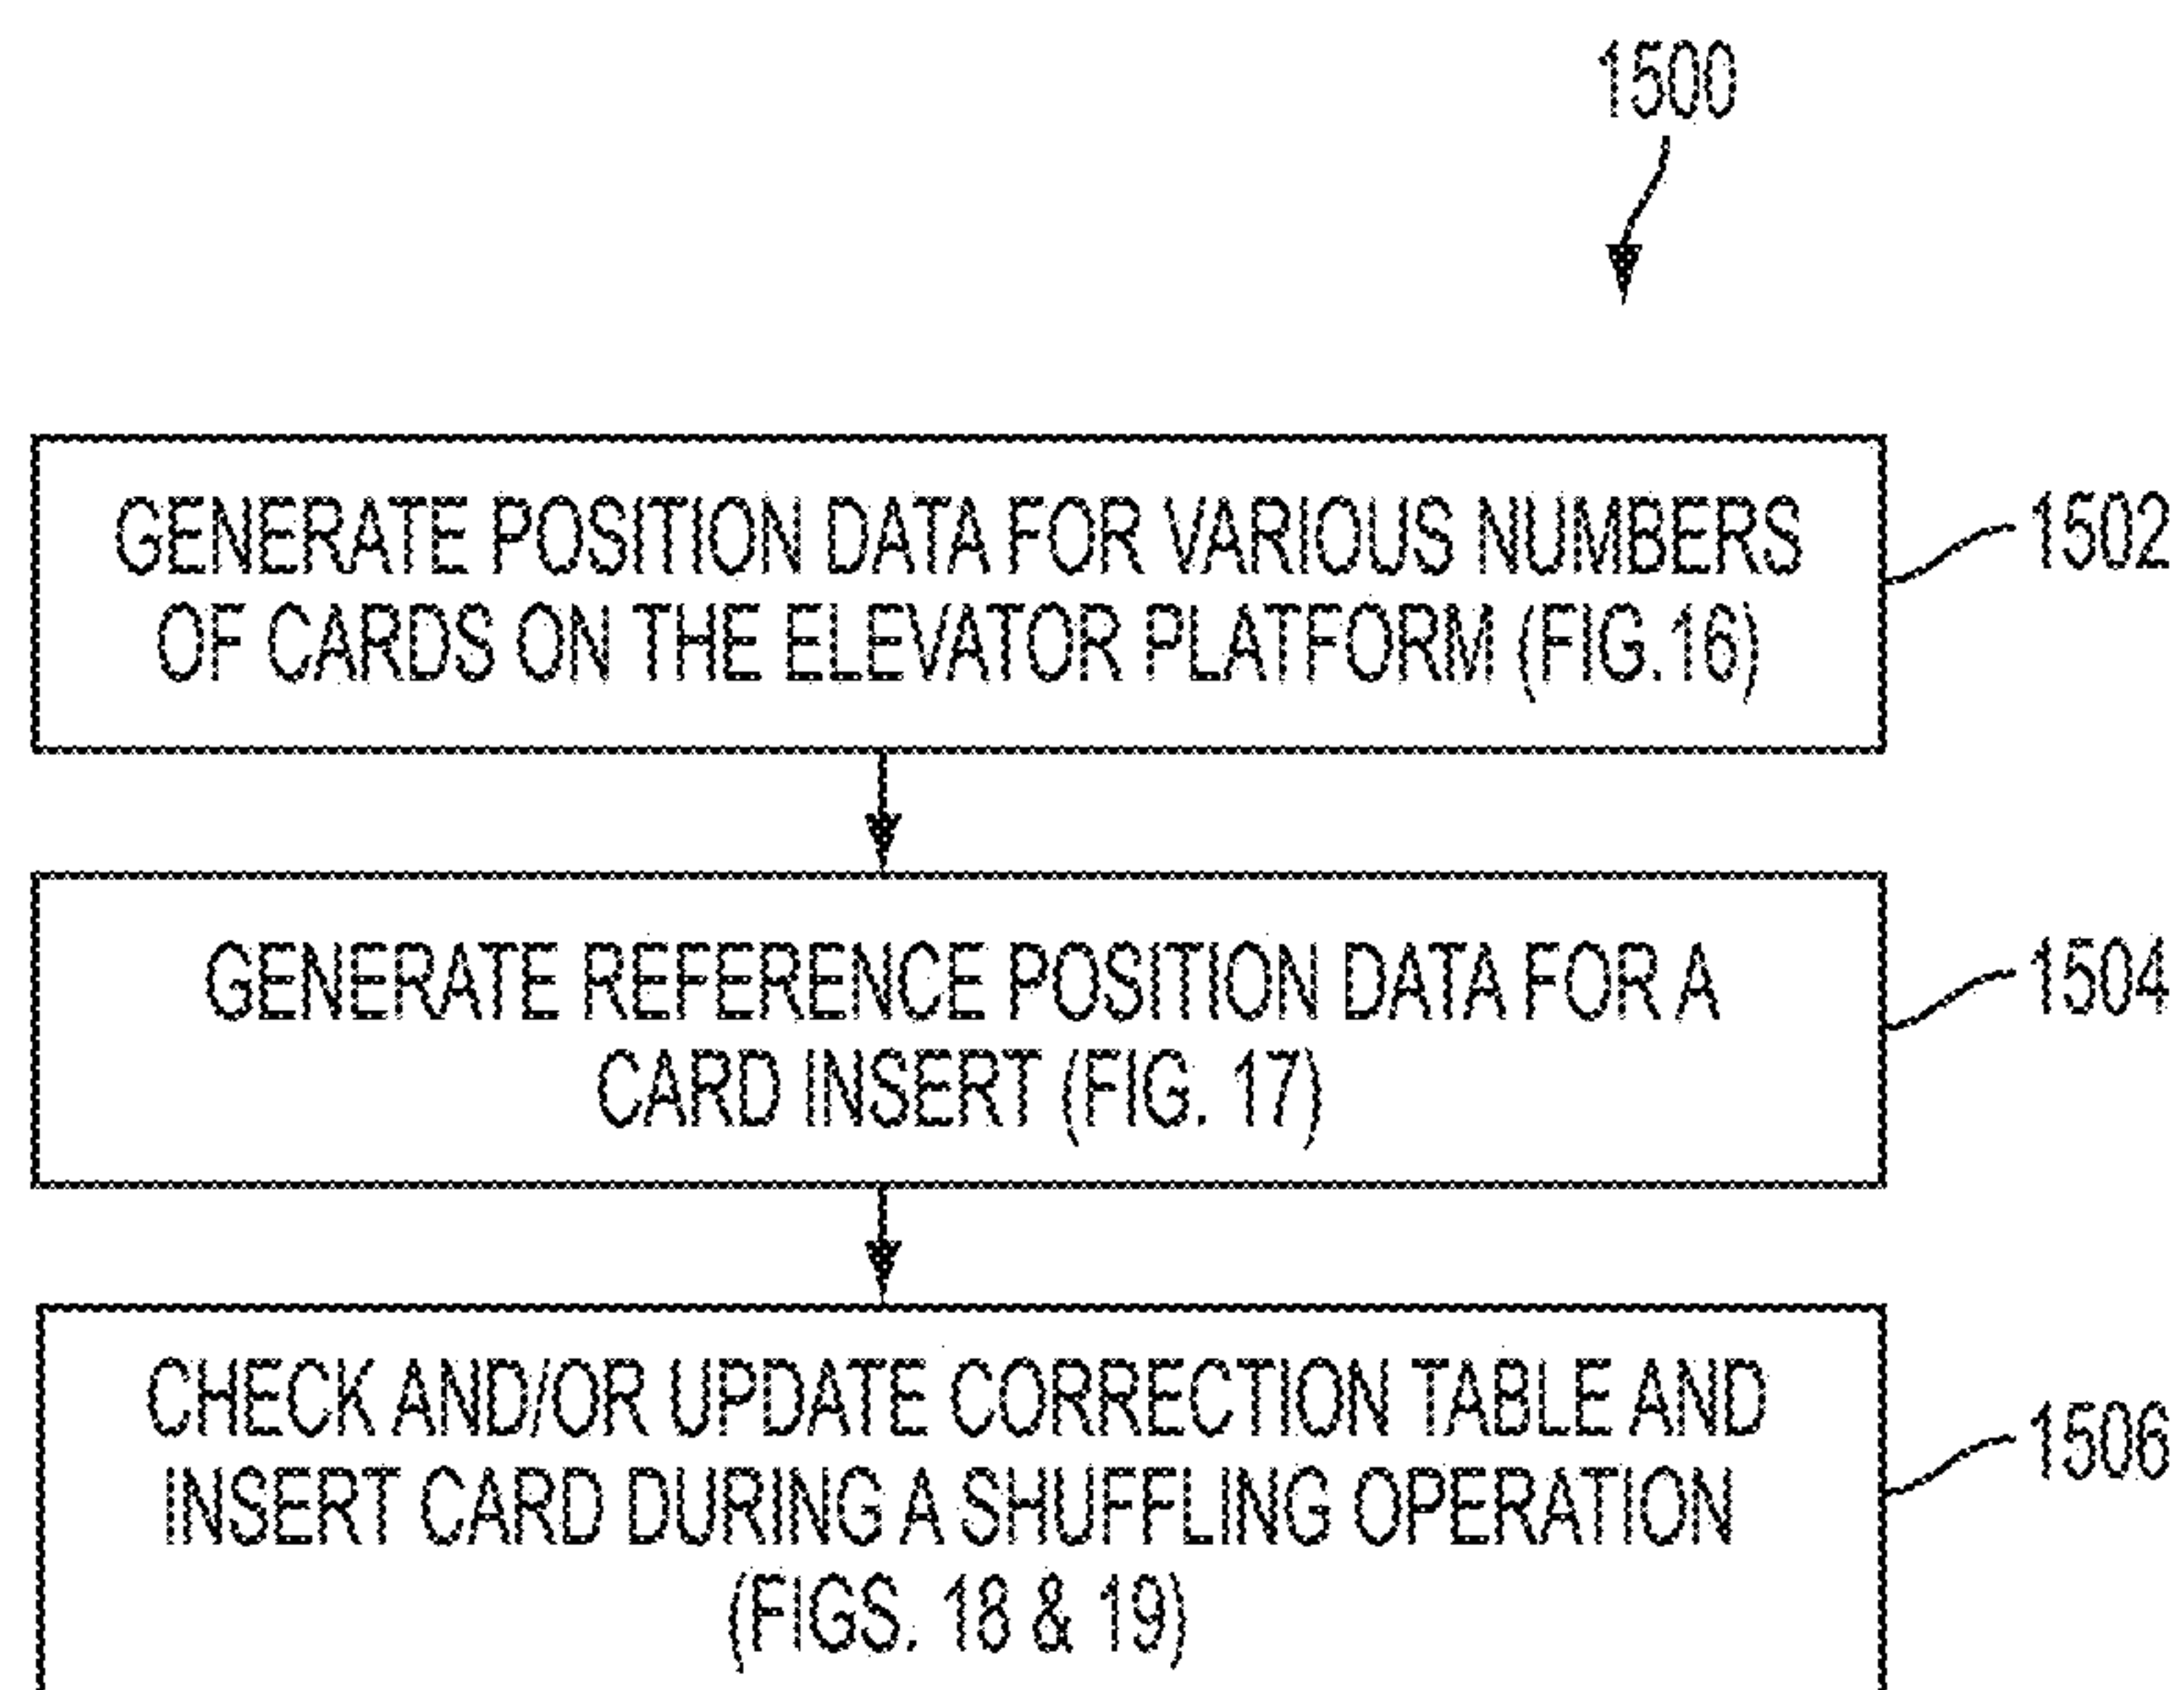 1500
GENERATE POSITION DATA FOR VARIOUS NUMBERS
OF CARDS ON THE ELEVATOR PLATFORM (FIG.16)
1502
GENERATE REFERENCE POSITION DATA FOR A
CARD INSERT (FIG. 17)
1504
CHECK AND/OR UPDATE CORRECTION TABLE AND
INSERT CARD DURING A SHUFFLING OPERATION
(FIGS. 18 & 19)
1506